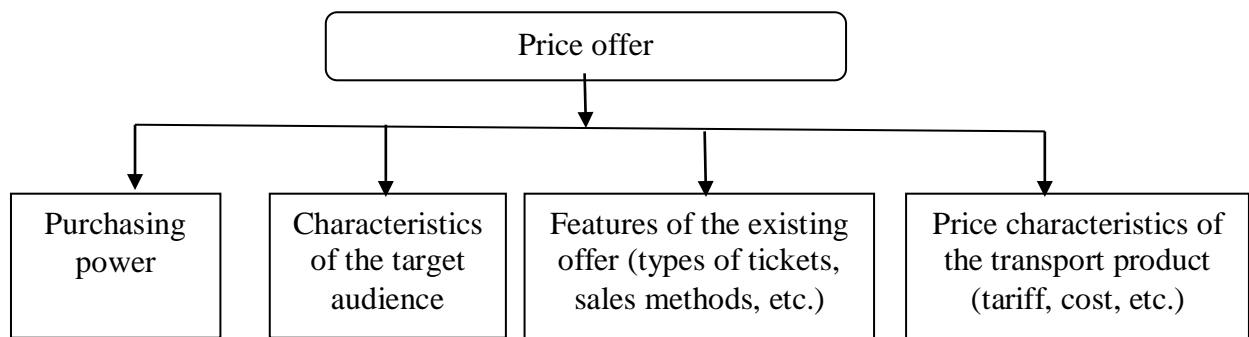 Price offer
Purchasing
power
Characteristics
of the target
audience
Features of the existing
offer (types of tickets,
sales methods, etc.)
Price characteristics of
the transport product
(tariff, cost, etc.)